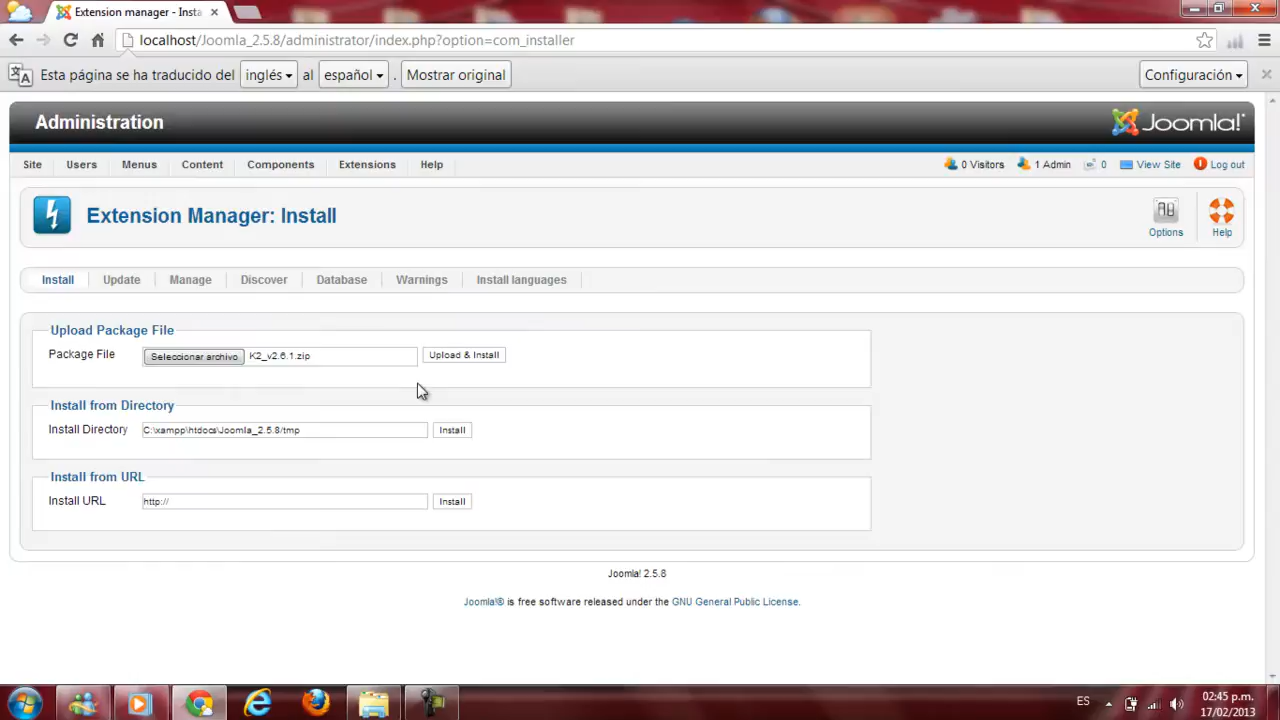 Extension manager - Insta
localhost/Joomla_2.5.8/administrator/index.php?option=com_installer
Esta página se ha traducido del inglés al español . Mostrar original Configuración
Administration Joomla!
Site Users Menus Content Components Extensions Help 0 Visitors 1 Admin 0 View Site Log out
Extension Manager: Install Options Help
Install Update Manage Discover Database Warnings Install languages
Upload Package File
Package File Seleccionar archivo K2_v2.6.1.zip Upload & Install
Install from Directory
Install Directory C:\xampp\htdocs\Joomla_2.5.8/tmp Install
Install from URL
Install URL http:// Install
Joomla! 2.5.8
Joomla!® is free software released under the GNU General Public License.
ES 02:45 p.m.
17/02/2013